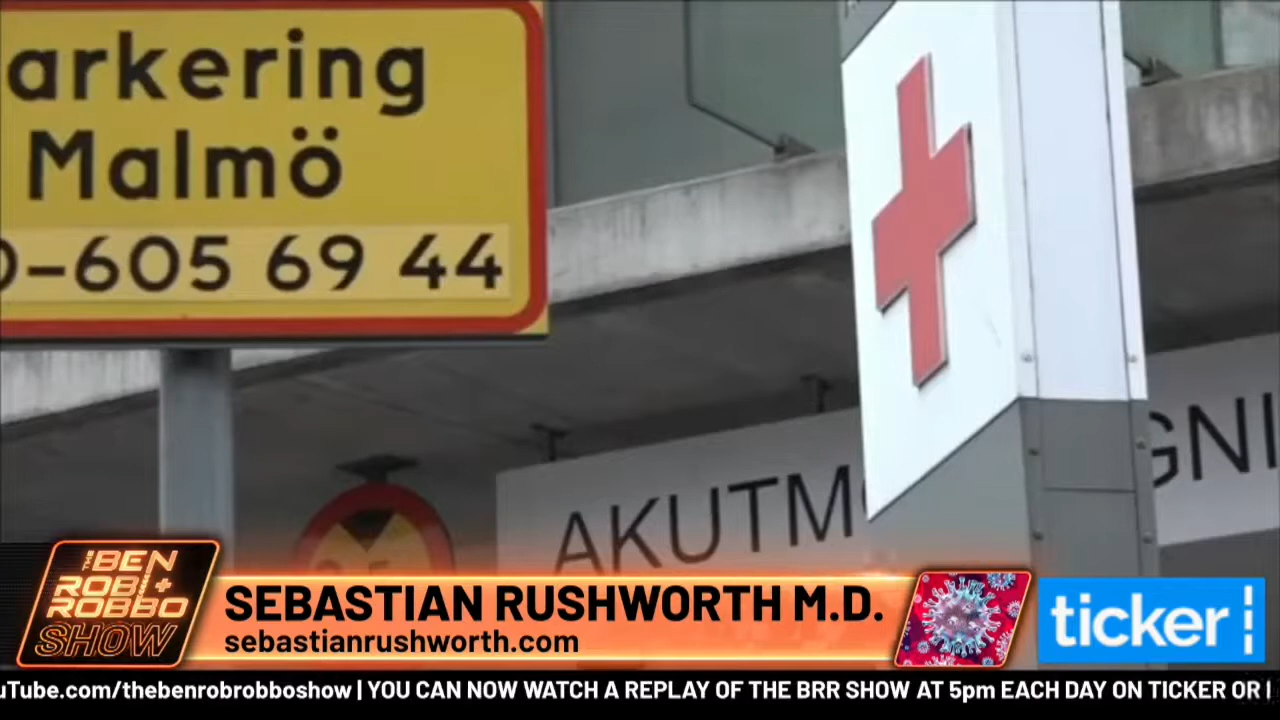 arkering
Malmö
0-605 69 44
AKUTM
GNI
THE BEN
ROB +
ROBBO
SHOW
SEBASTIAN RUSHWORTH M.D.
sebastianrushworth.com
ticker
uTube.com/thebenrobrobboshow | YOU CAN NOW WATCH A REPLAY OF THE BRR SHOW AT 5pm EACH DAY ON TICKER OR